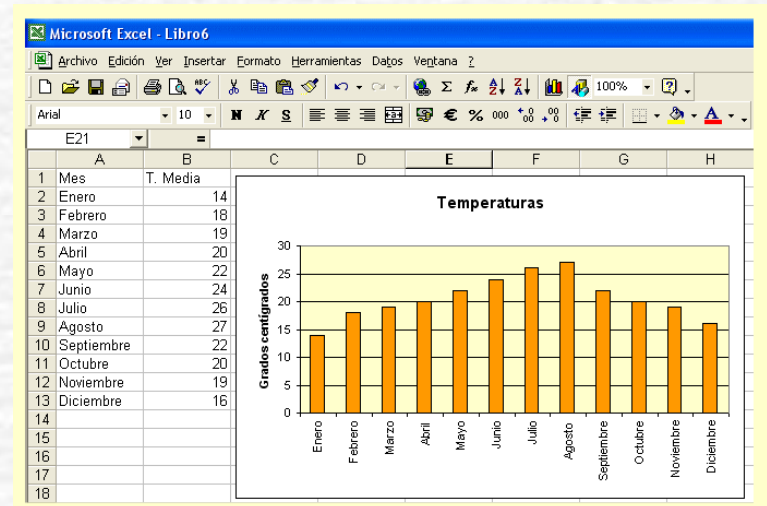 Microsoft Excel - Libro6
Archivo Edición Ver Insertar Formato Herramientas Datos Ventana ?
100%
Arial 10 N K S € % 000
E21 =
A B C D E F G H
1 Mes T. Media
2 Enero 14
3 Febrero 18
4 Marzo 19
5 Abril 20
6 Mayo 22
7 Junio 24
8 Julio 26
9 Agosto 27
10 Septiembre 22
11 Octubre 20
12 Noviembre 19
13 Diciembre 16
14
15
16
17
18
Temperaturas
Grados centígrados
30
25
20
15
10
5
0
Enero Febrero Marzo Abril Mayo Junio Julio Agosto Septiembre Octubre Noviembre Diciembre